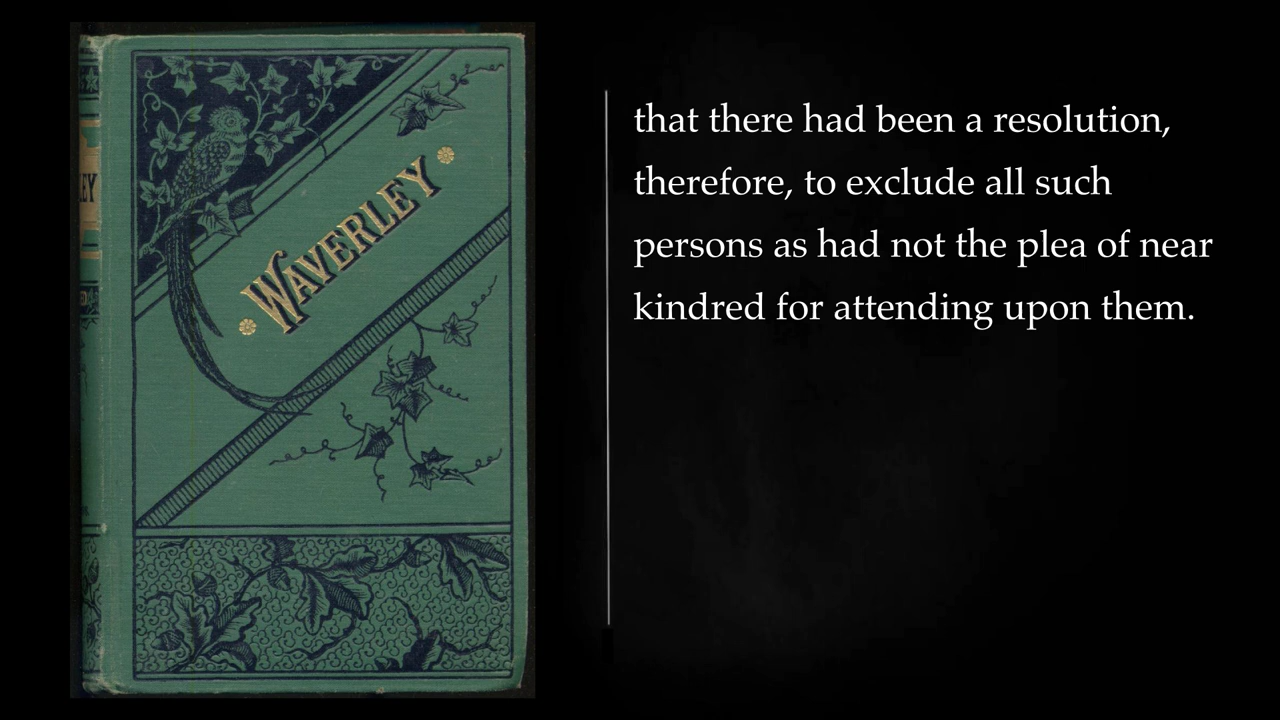 WAVERLEY
that there had been a resolution,
therefore, to exclude all such
persons as had not the plea of near
kindred for attending upon them.